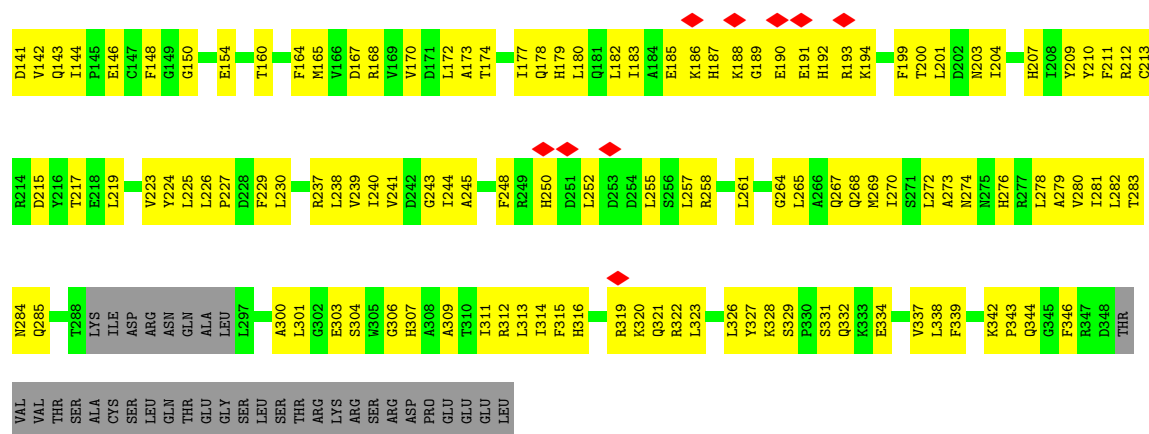 D141 V142 Q143 I144 P145 E146 C147 F148 G149 G150 E154 T160 F164 M165 V166 D167 R168 V169 V170 D171 L172 A173 T174 I177 Q178 H179 L180 Q181 L182 I183 A184 E185 K186 H187 K188 G189 E190 E191 H192 R193 K194 F199 T200 L201 D202 N203 I204 H207 I208 Y209 Y210 F211 R212 C213
R214 D215 Y216 T217 E218 L219 V223 Y224 L225 L226 P227 D228 F229 L230 R237 L238 V239 I240 V241 D242 G243 I244 A245 F248 R249 H250 D251 L252 D253 D254 L255 S256 L257 R258 L261 G264 L265 A266 Q267 Q268 M269 I270 S271 L272 A273 N274 N275 H276 R277 L278 A279 V280 I281 L282 T283
N284 Q285 T288 LYS ILE ASP ARG ASN GLN ALA LEU L297 A300 L301 G302 E303 S304 W305 G306 H307 A308 A309 T310 I311 R312 L313 I314 F315 H316 R319 K320 Q321 R322 L323 L326 Y327 K328 S329 P330 S331 Q332 K333 E334 V337 L338 F339 K342 P343 Q344 G345 F346 R347 D348 THR
VAL VAL THR SER ALA CYS SER LEU GLN THR GLU GLY SER LEU SER THR ARG LYS ARG SER ARG ASP PRO GLU GLU GLU LEU